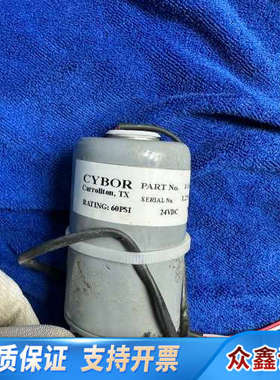 CYBOR
Carrollton, TX
RATING: 60PSI
PART No.
SERIAL No.
24VDC
质保证 支持开票 众鑫